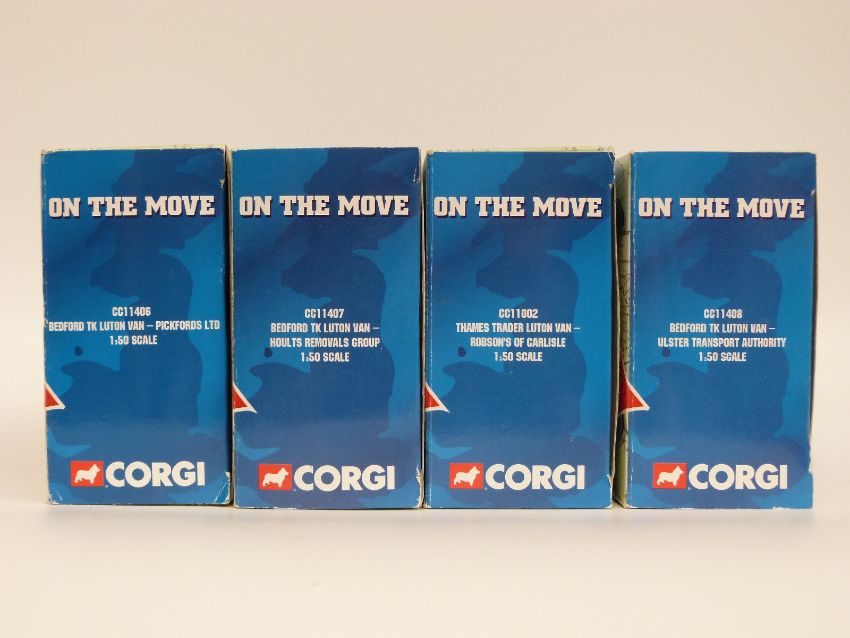 ON THE MOVE
CC11406
BEDFORD TK LUTON VAN – PICKFORDS LTD
1:50 SCALE
CORGI
ON THE MOVE
CC11407
BEDFORD TK LUTON VAN –
HOULTS REMOVALS GROUP
1:50 SCALE
CORGI
ON THE MOVE
CC11002
THAMES TRADER LUTON VAN –
ROBSON'S OF CARLISLE
1:50 SCALE
CORGI
ON THE MOVE
CC11408
BEDFORD TK LUTON VAN –
ULSTER TRANSPORT AUTHORITY
1:50 SCALE
CORGI